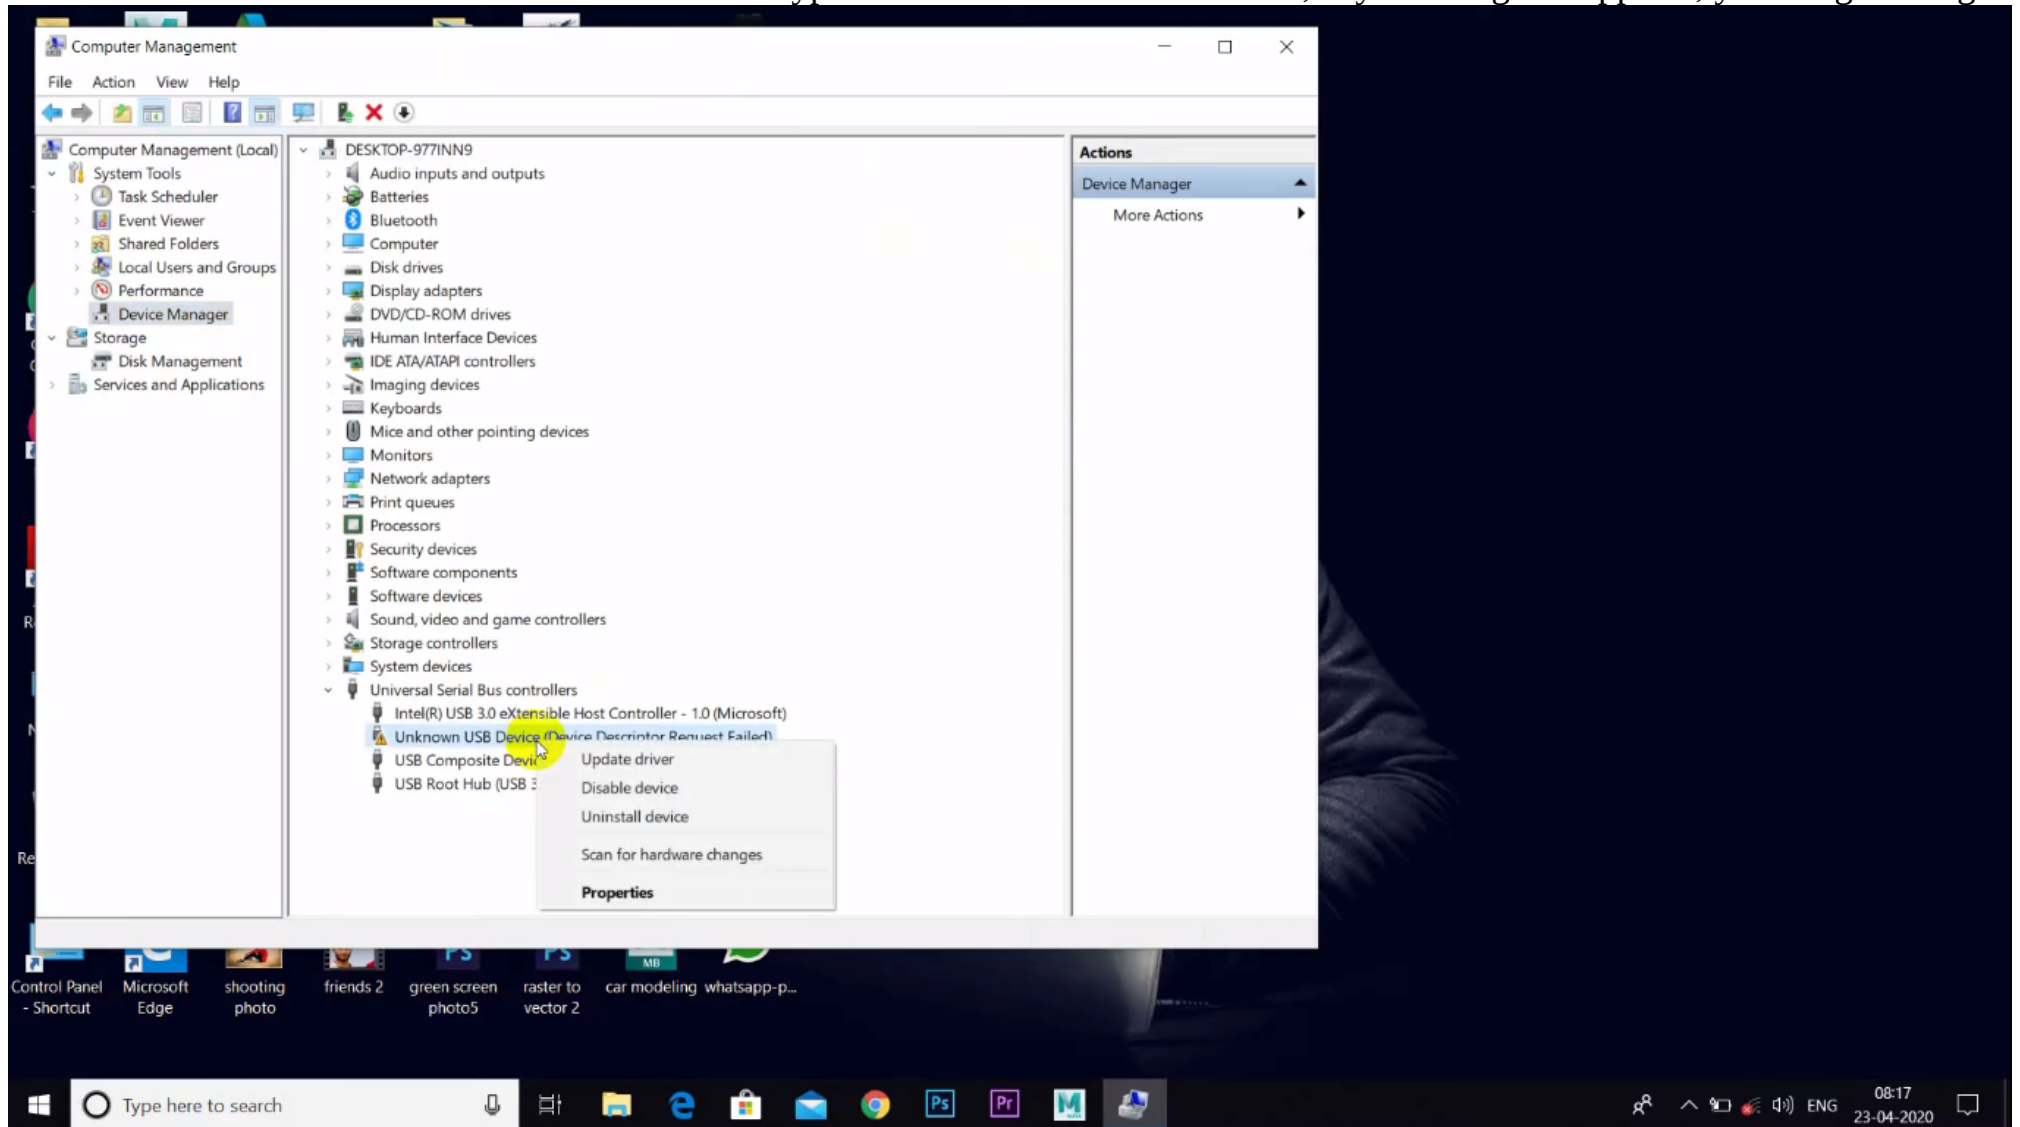 Computer Management
File Action View Help
Computer Management (Local)
System Tools
Task Scheduler
Event Viewer
Shared Folders
Local Users and Groups
Performance
Device Manager
Storage
Disk Management
Services and Applications
DESKTOP-977INN9
Audio inputs and outputs
Batteries
Bluetooth
Computer
Disk drives
Display adapters
DVD/CD-ROM drives
Human Interface Devices
IDE ATA/ATAPI controllers
Imaging devices
Keyboards
Mice and other pointing devices
Monitors
Network adapters
Print queues
Processors
Security devices
Software components
Software devices
Sound, video and game controllers
Storage controllers
System devices
Universal Serial Bus controllers
Intel(R) USB 3.0 eXtensible Host Controller - 1.0 (Microsoft)
Unknown USB Device (Device Descriptor Request Failed)
USB Composite Devic
USB Root Hub (USB 3
Update driver
Disable device
Uninstall device
Scan for hardware changes
Properties
Actions
Device Manager
More Actions
Re
Control Panel
- Shortcut
Microsoft
Edge
shooting
photo
friends 2
green screen
photo5
raster to
vector 2
MB
car modeling
whatsapp-p...
Type here to search
Ps
Pr
M
ENG
08:17
23-04-2020